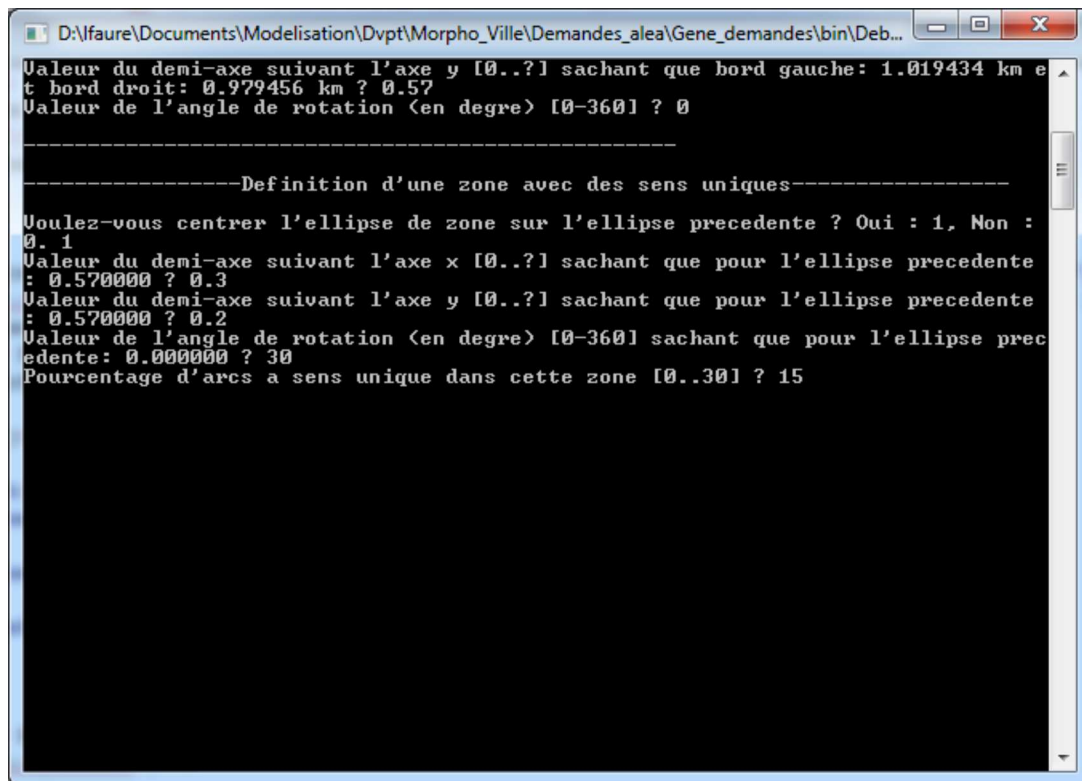 D:\lfaure\Documents\Modelisation\Dvpt\Morpho_Ville\Demandes_alea\Gene_demandes\bin\Deb...
Valeur du demi-axe suivant l'axe y [0..?] sachant que bord gauche: 1.019434 km e
t bord droit: 0.979456 km ? 0.57
Valeur de l'angle de rotation (en degre) [0-360] ? 0
---------------------------------------------------
-----------------Definition d'une zone avec des sens uniques-----------------
Voulez-vous centrer l'ellipse de zone sur l'ellipse precedente ? Oui : 1, Non :
0. 1
Valeur du demi-axe suivant l'axe x [0..?] sachant que pour l'ellipse precedente
: 0.570000 ? 0.3
Valeur du demi-axe suivant l'axe y [0..?] sachant que pour l'ellipse precedente
: 0.570000 ? 0.2
Valeur de l'angle de rotation (en degre) [0-360] sachant que pour l'ellipse prec
edente: 0.000000 ? 30
Pourcentage d'arcs a sens unique dans cette zone [0..30] ? 15